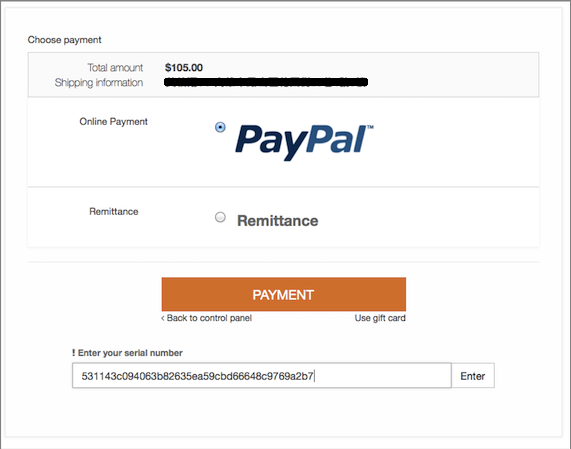 Choose payment
Total amount $105.00
Shipping information
Online Payment PayPal™
Remittance Remittance
PAYMENT
‹ Back to control panel Use gift card
! Enter your serial number
531143c094063b82635ea59cbd66648c9769a2b7 Enter